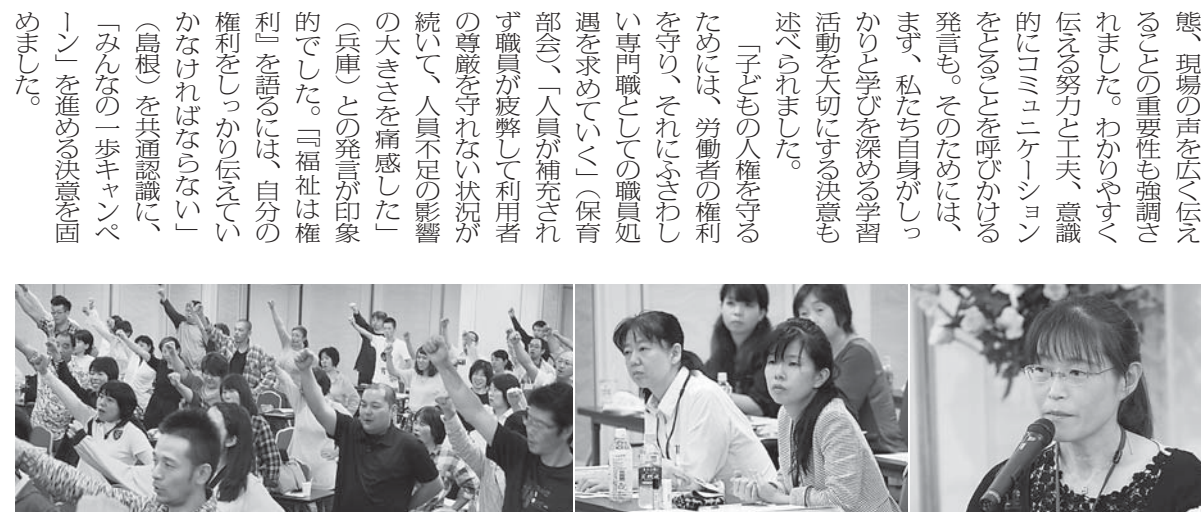 態、現場の声を広く伝え
ることの重要性も強調さ
れました。わかりやすく
伝える努力と工夫、意識
的にコミュニケーション
をとることを呼びかける
発言も。そのためには、
まず、私たち自身がしっ
かりと学びを深める学習
活動を大切にする決意も
述べられました。
「子どもの人権を守る
ためには、労働者の権利
を守り、それにふさわし
い専門職としての職員処
遇を求めていく」（保育
部会）、「人員が補充され
ず職員が疲弊して利用者
の尊厳を守れない状況が
続いて、人員不足の影響
の大きさを痛感した」
（兵庫）との発言が印象
的でした。『「福祉は権
利』を語るには、自分の
権利をしっかり伝えてい
かなければならない」
（島根）を共通認識に、
「みんなの一歩キャンペ
ーン」を進める決意を固
めました。